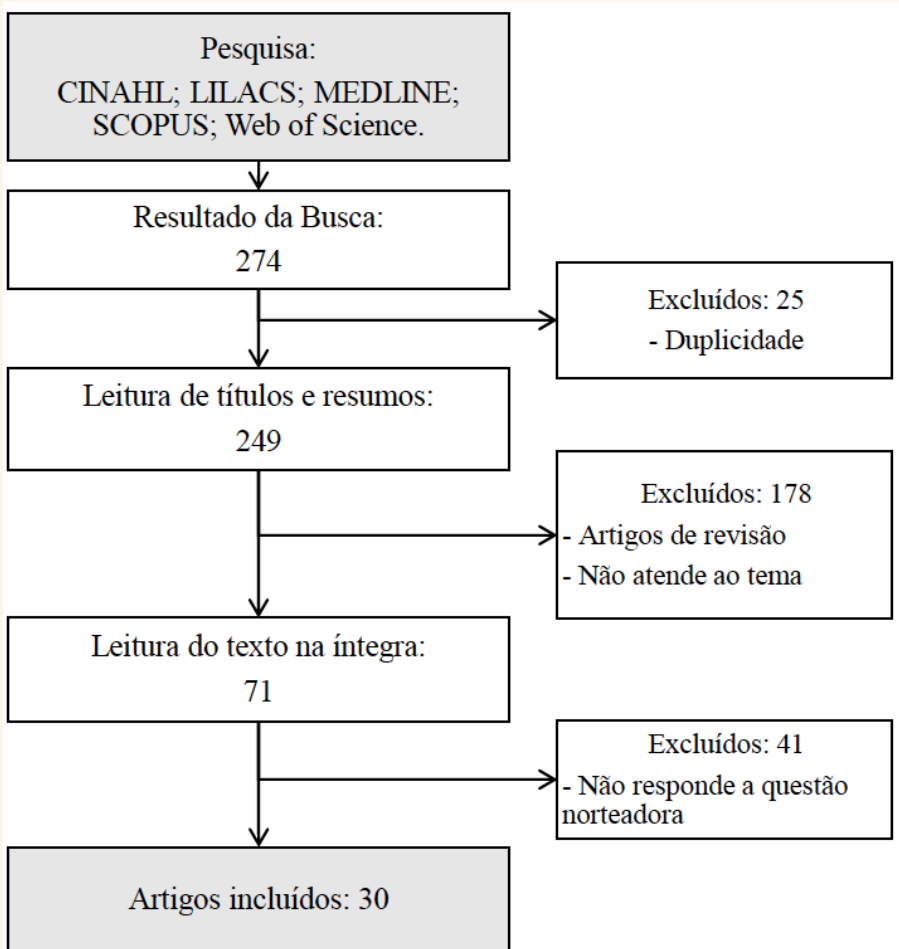 Pesquisa:
CINAHL; LILACS; MEDLINE;
SCOPUS; Web of Science.
Resultado da Busca:
274
Excluídos: 25
- Duplicidade
Leitura de títulos e resumos:
249
Excluídos: 178
- Artigos de revisão
- Não atende ao tema
Leitura do texto na íntegra:
71
Excluídos: 41
- Não responde a questão
norteadora
Artigos incluídos: 30